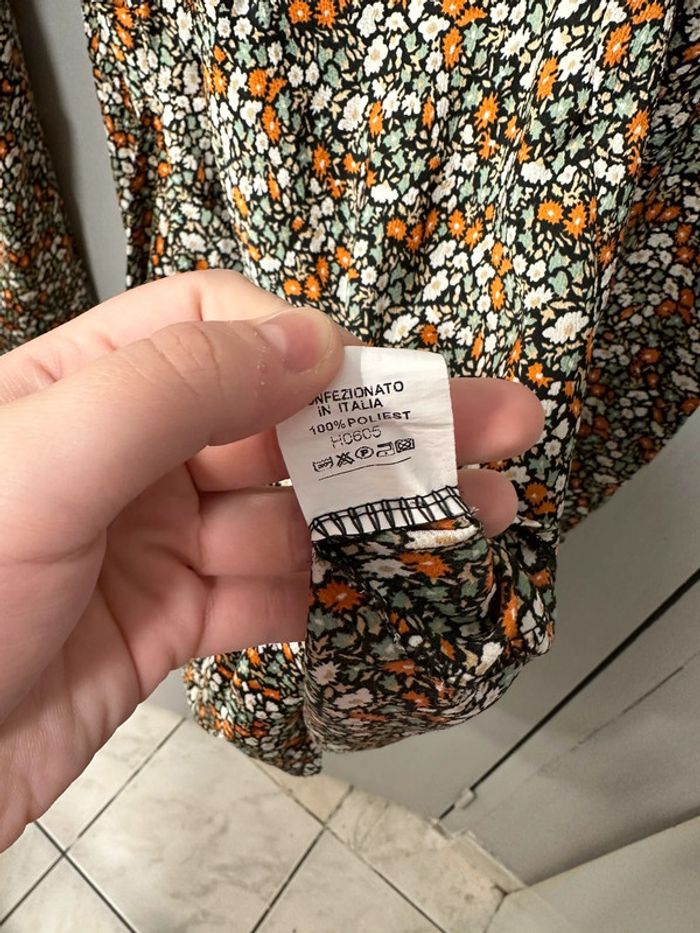 ONFEZIONATO
IN ITALIA
100% POLIEST
H0605